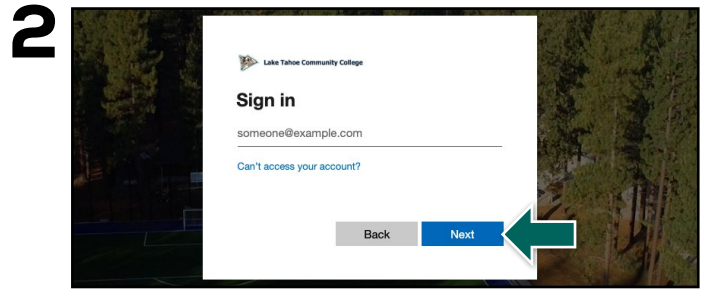 2
Lake Tahoe Community College
Sign in
someone@example.com
Can't access your account?
Back Next